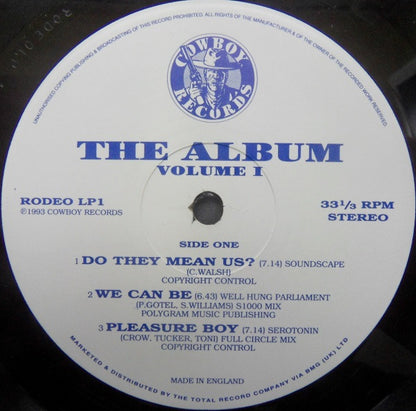 UNAUTHORISED COPYING PUBLISHING & BROADCASTING OF THIS RECORD PROHIBITED. ALL RIGHTS OF THE MANUFACTURER & OF THE OWNER OF THE RECORDED WORK RESERVED.
COWBOY
RECORDS
THE ALBUM
VOLUME I
RODEO LP1
℗1993 COWBOY RECORDS
33⅓ RPM
STEREO
SIDE ONE
1 DO THEY MEAN US? (7.14) SOUNDSCAPE
(C.WALSH)
COPYRIGHT CONTROL
2 WE CAN BE (6.43) WELL HUNG PARLIAMENT
(P.GOTEL, S.WILLIAMS) S1000 MIX
POLYGRAM MUSIC PUBLISHING
3 PLEASURE BOY (7.14) SEROTONIN
(CROW, TUCKER, TONI) FULL CIRCLE MIX
COPYRIGHT CONTROL
MADE IN ENGLAND
MARKETED & DISTRIBUTED BY THE TOTAL RECORD COMPANY VIA BMG (UK) LTD